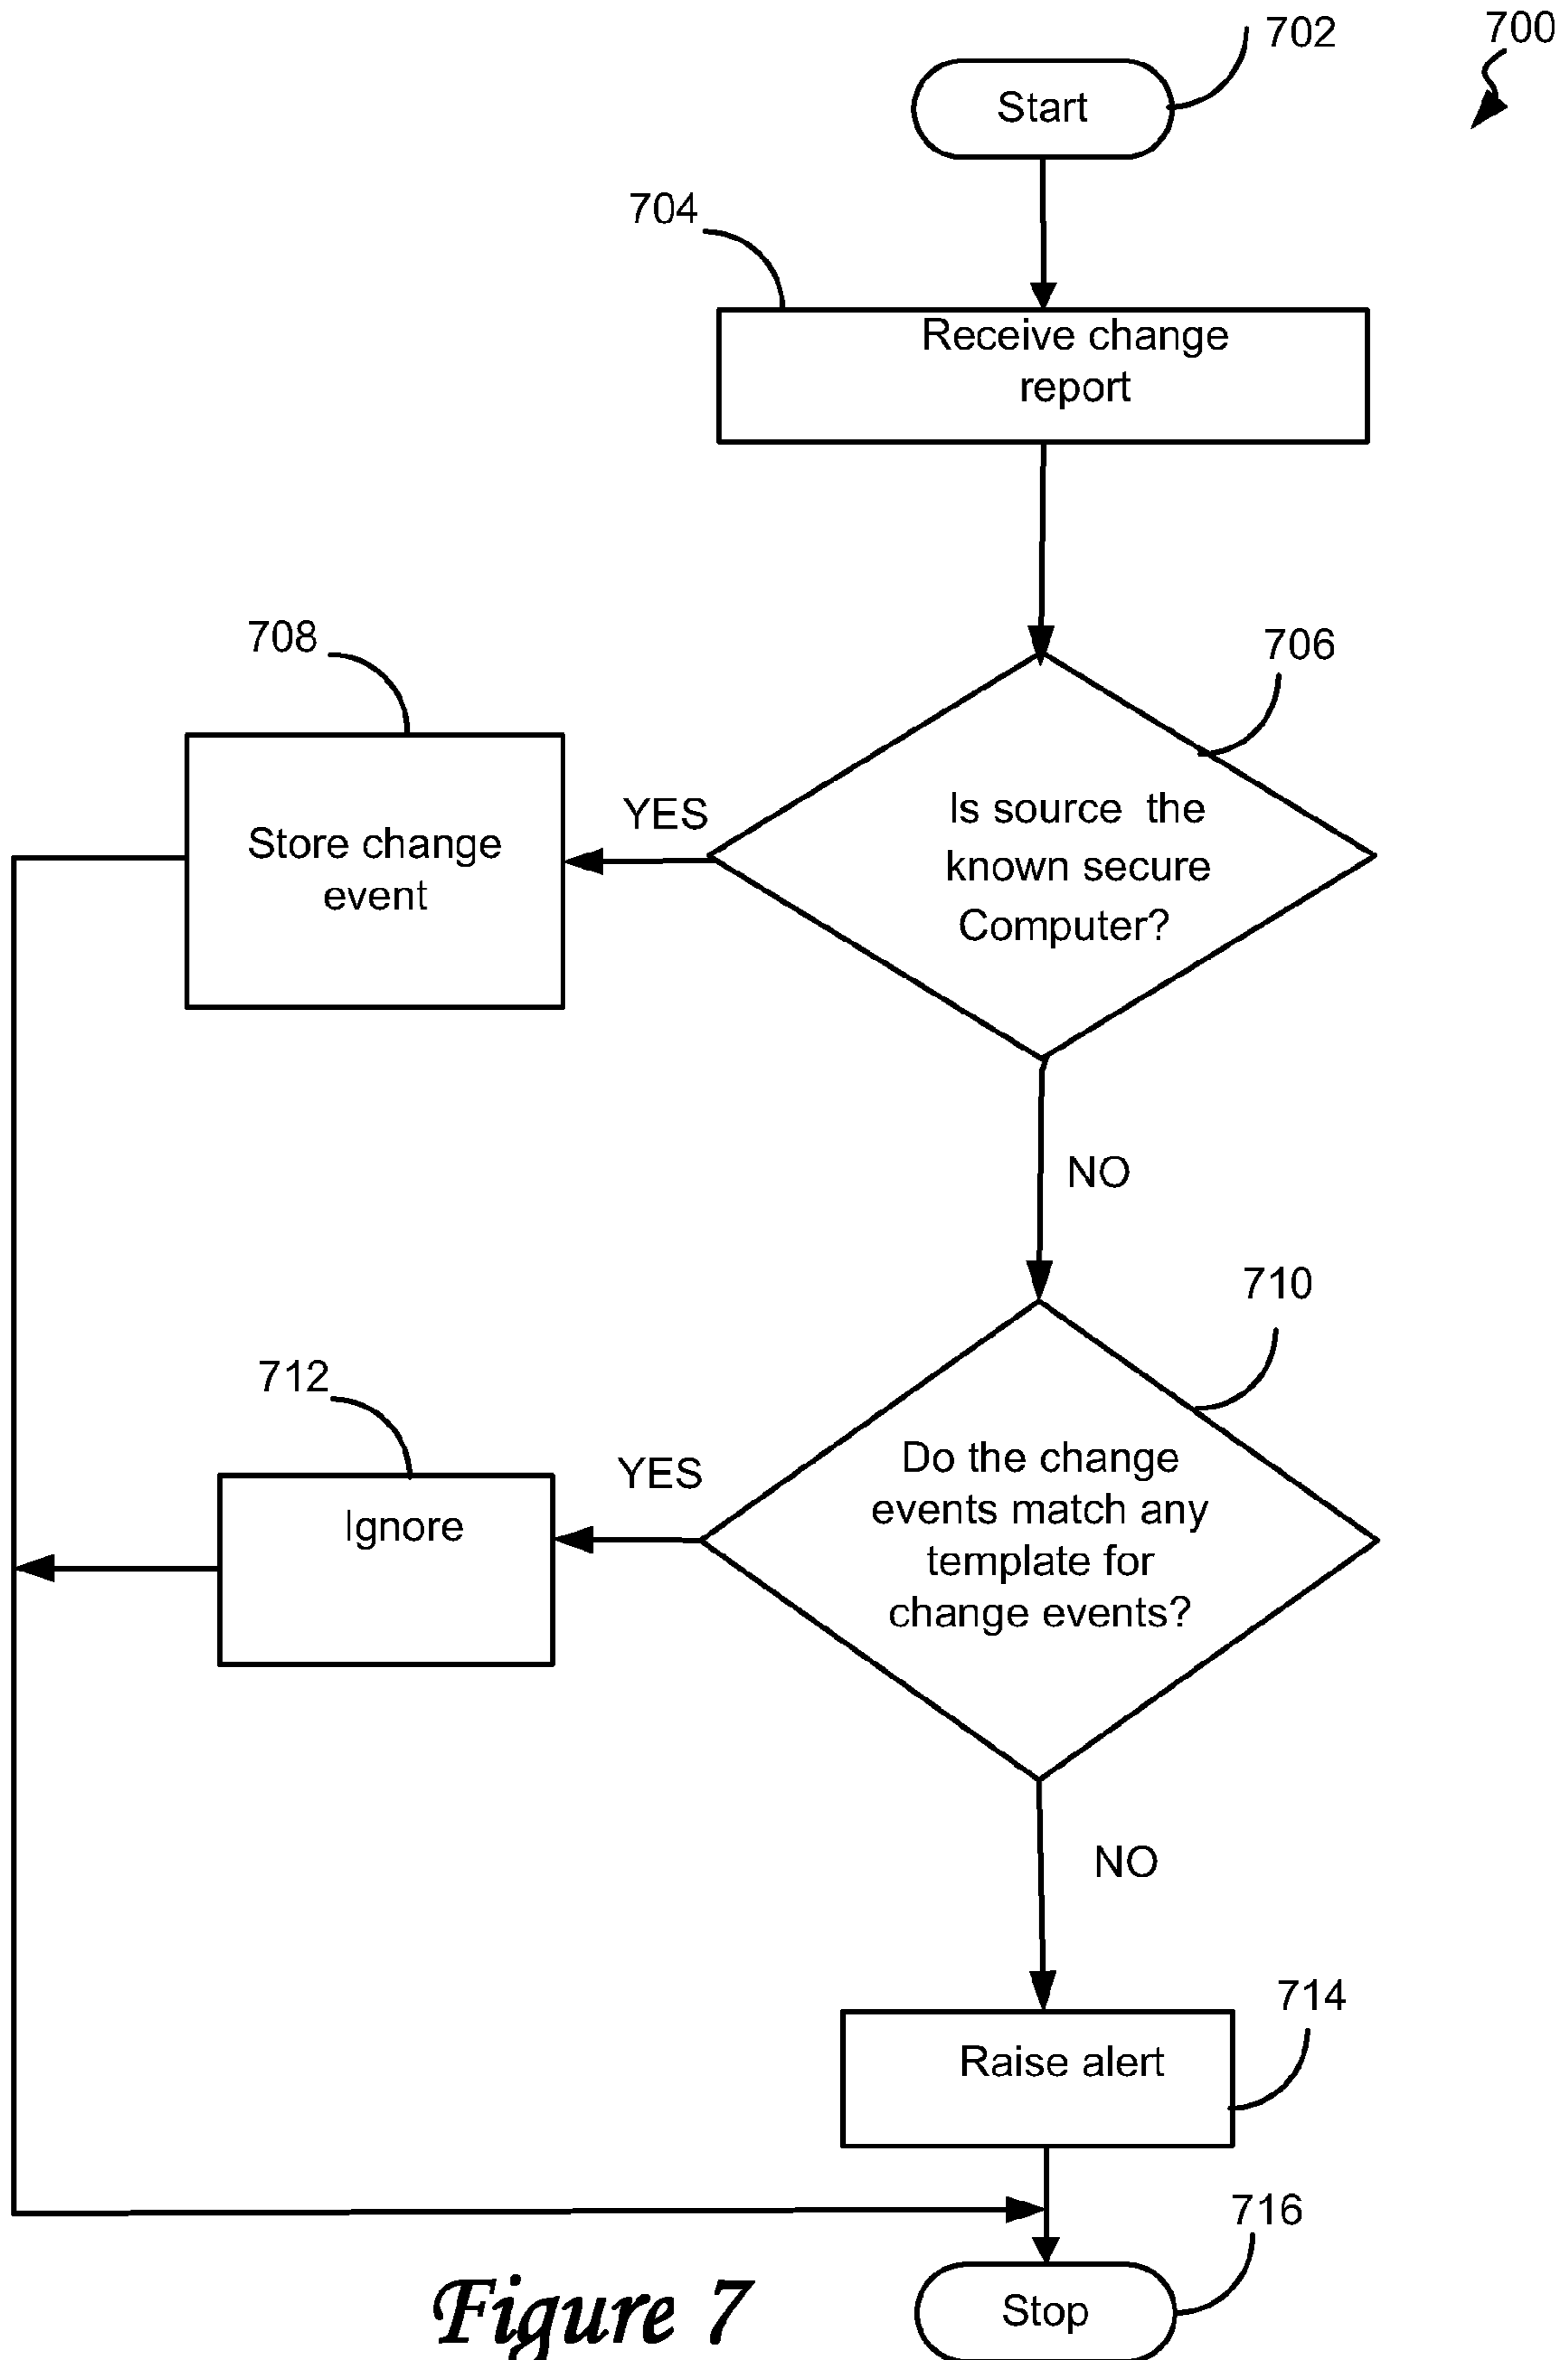 700
702
Start
704
Receive change
report
706
Is source the
known secure
Computer?
YES
708
Store change
event
NO
710
Do the change
events match any
template for
change events?
YES
712
Ignore
NO
714
Raise alert
716
Stop
Figure 7